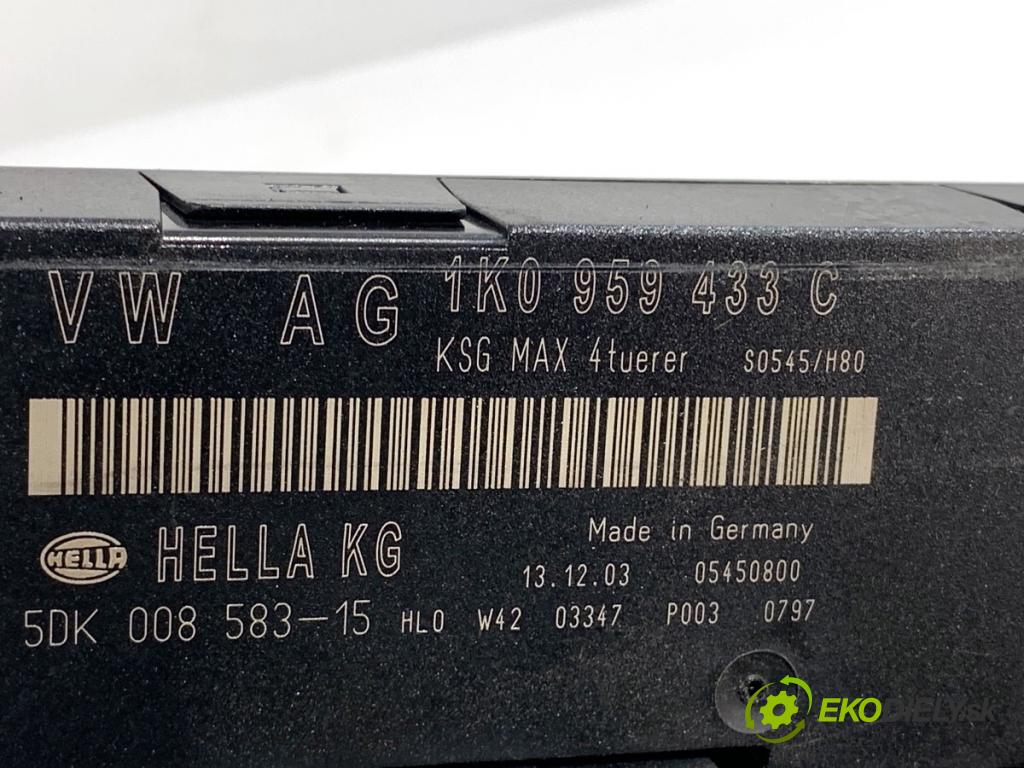 VW AG 1K0 959 433 C
KSG MAX 4tuerer S0545/H80
HELLA HELLA KG Made in Germany
13.12.03 05450800
5DK 008 583-15 HL0 W42 03347 P003 0797
EKODIELY.sk